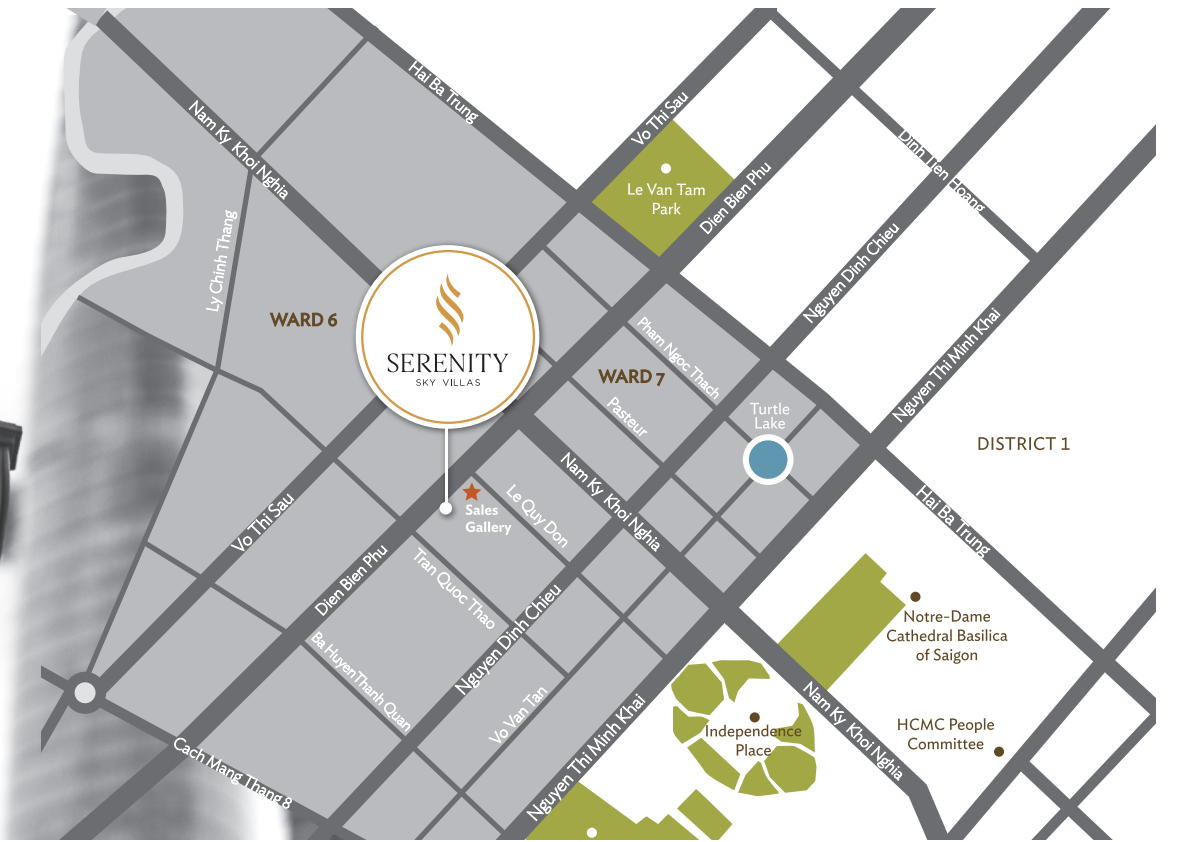 Hai Ba Trung
Vo Thi Sau
Nam Ky Khoi Nghia
Dinh Tien Hoang
Le Van Tam
Park
Dien Bien Phu
Ly Chinh Thang
Nguyen Dinh Chieu
WARD 6
SERENITY
SKY VILLAS
Pham Ngoc Thach
Nguyen Thi Minh Khai
WARD 7
Pasteur
Turtle
Lake
DISTRICT 1
Nam Ky Khoi Nghia
Le Quy Don
Sales
Gallery
Vo Thi Sau
Hai Ba Trung
Dien Bien Phu
Tran Quoc Thao
Nguyen Dinh Chieu
Notre-Dame
Cathedral Basilica
of Saigon
Ba HuyenThanh Quan
Vo Van Tan
Nguyen Thi Minh Khai
Independence
Place
Nam Ky Khoi Nghia
HCMC People
Committee
Cach Mang Thang 8